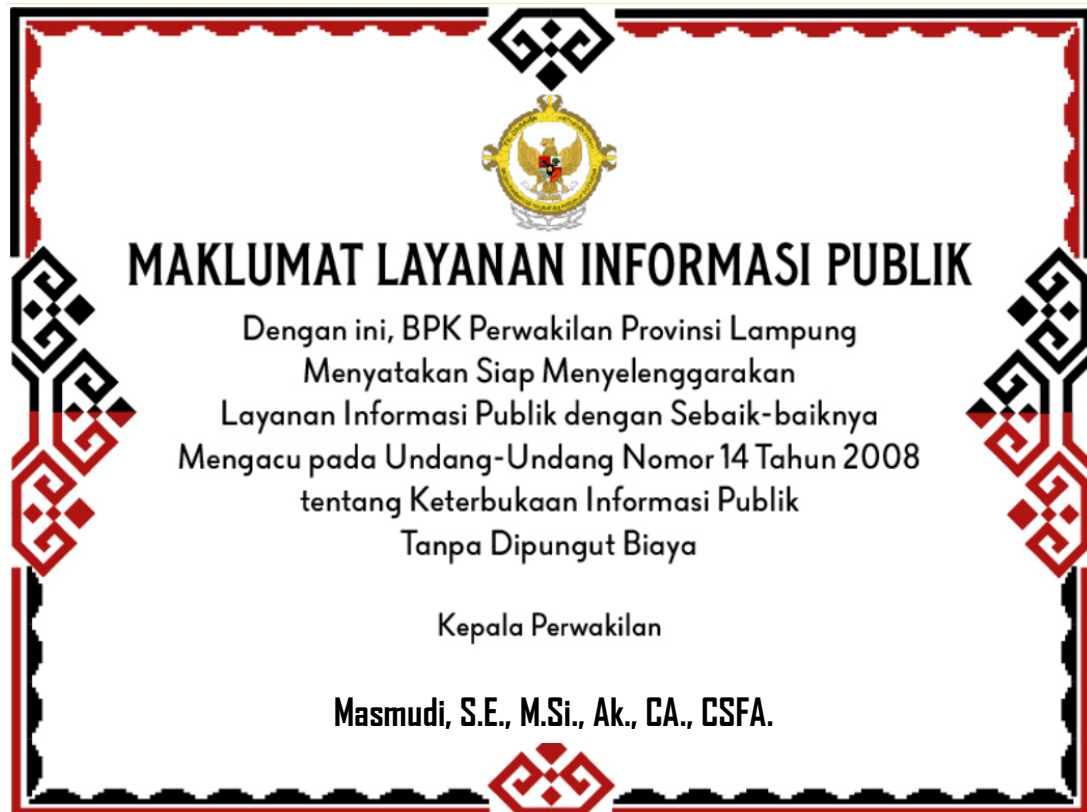 MAKLUMAT LAYANAN INFORMASI PUBLIK
Dengan ini, BPK Perwakilan Provinsi Lampung
Menyatakan Siap Menyelenggarakan
Layanan Informasi Publik dengan Sebaik-baiknya
Mengacu pada Undang-Undang Nomor 14 Tahun 2008
tentang Keterbukaan Informasi Publik
Tanpa Dipungut Biaya
Kepala Perwakilan
Masmudi, S.E., M.Si., Ak., CA., CSFA.